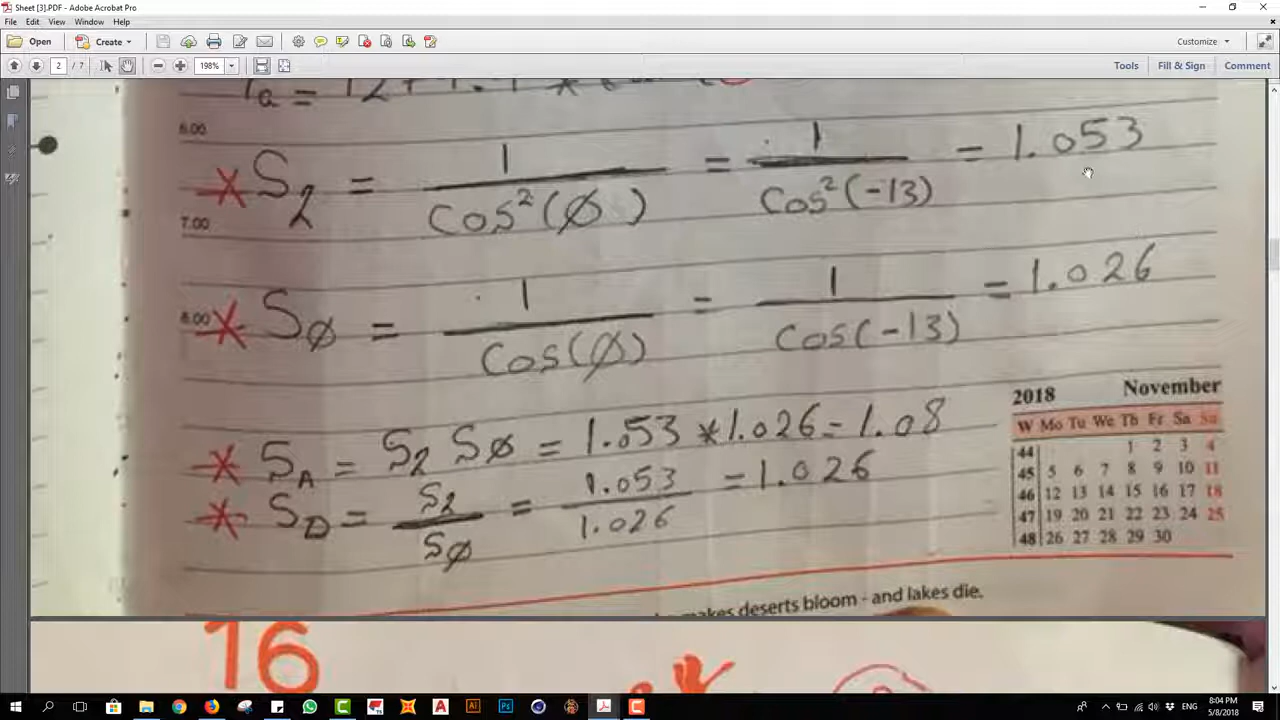 Sheet [3].PDF - Adobe Acrobat Pro
File Edit View Window Help
Open Create Customize
2 / 7 198% Tools Fill & Sign Comment
6.00
* S2 = 1 / Cos²(Ø) = 1 / Cos²(-13) = 1.053
7.00
8.00
* SØ = 1 / Cos(Ø) = 1 / Cos(-13) = 1.026
* SA = S2 SØ = 1.053 * 1.026 = 1.08
* SD = S2 / SØ = 1.053 / 1.026 = 1.026
2018 November
W Mo Tu We Th Fr Sa Su
44 1 2 3 4
45 5 6 7 8 9 10 11
46 12 13 14 15 16 17 18
47 19 20 21 22 23 24 25
48 26 27 28 29 30
makes deserts bloom - and lakes die.
16
8:04 PM
5/8/2018